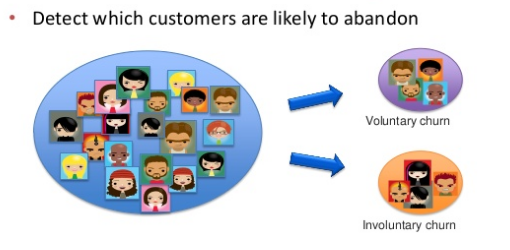 • Detect which customers are likely to abandon
Voluntary churn
Involuntary churn